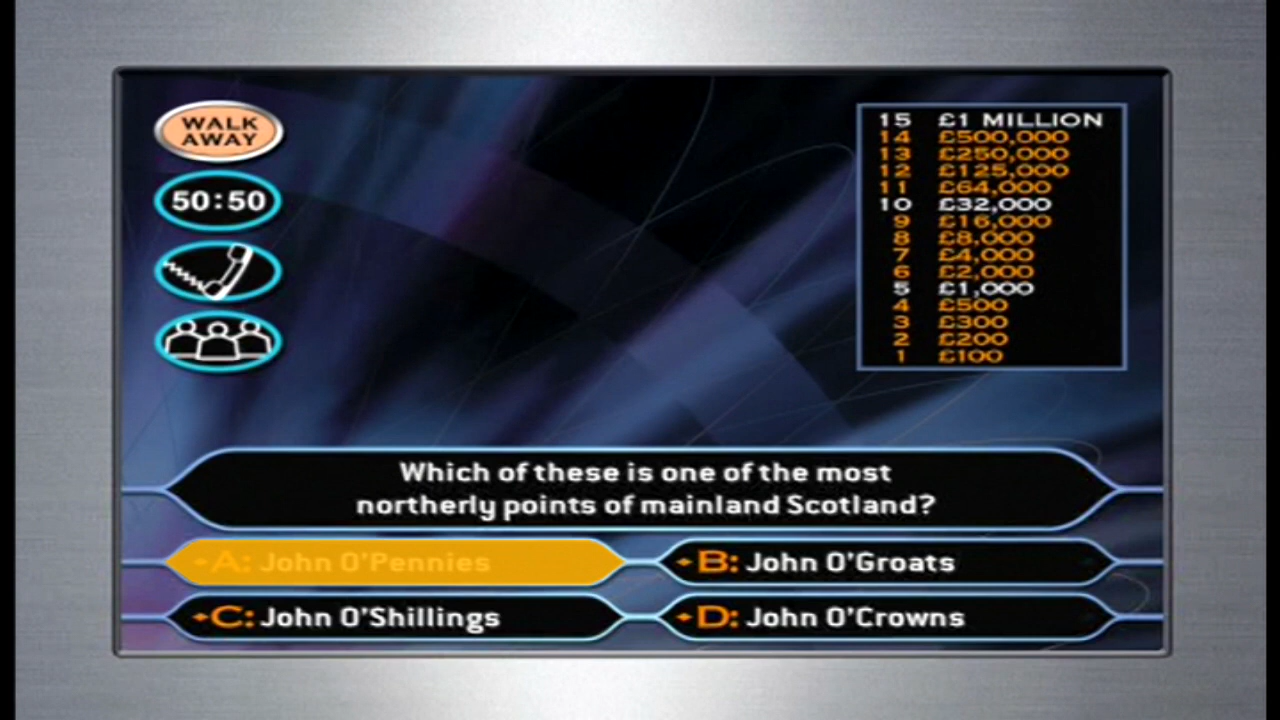 WALK
AWAY
50:50
15 £1 MILLION
14 £500,000
13 £250,000
12 £125,000
11 £64,000
10 £32,000
9 £16,000
8 £8,000
7 £4,000
6 £2,000
5 £1,000
4 £500
3 £300
2 £200
1 £100
Which of these is one of the most
northerly points of mainland Scotland?
A: John O'Pennies
B: John O'Groats
C: John O'Shillings
D: John O'Crowns